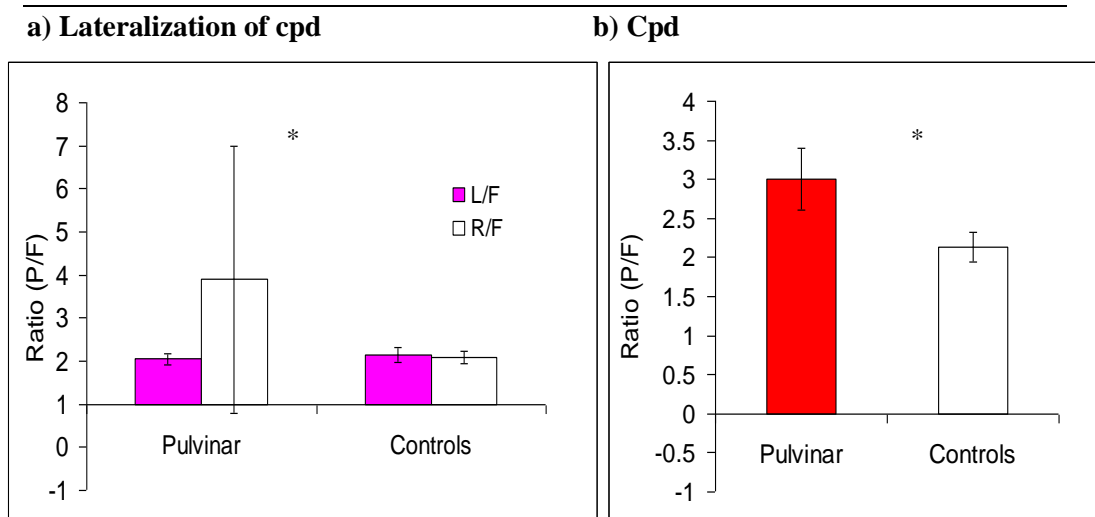 a) Lateralization of cpd
b) Cpd
Ratio (P/F)
8
7
6
5
4
3
2
1
0
-1
*
L/F
R/F
Pulvinar Controls
Ratio (P/F)
4
3.5
3
2.5
2
1.5
1
0.5
0
-0.5
-1
*
Pulvinar Controls